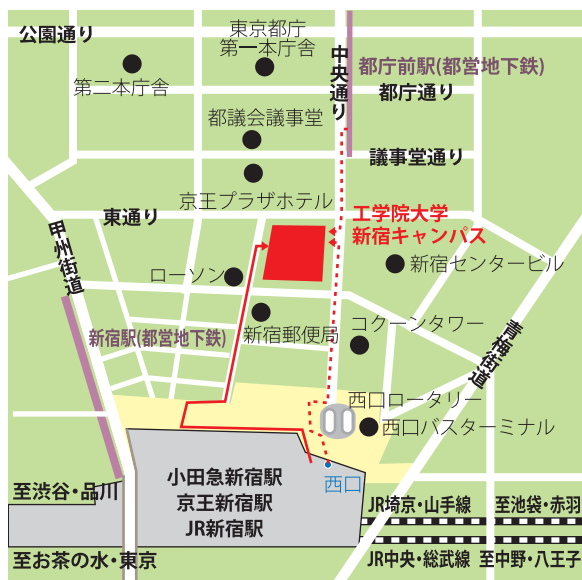 公園通り
東京都庁
第一本庁舎
中央通り
都庁前駅(都営地下鉄)
第二本庁舎
都庁通り
都議会議事堂
議事堂通り
京王プラザホテル
東通り
工学院大学
新宿キャンパス
甲州街道
ローソン
新宿センタービル
新宿駅(都営地下鉄)
新宿郵便局
コクーンタワー
青梅街道
西口ロータリー
西口バスターミナル
小田急新宿駅
京王新宿駅
JR新宿駅
西口
至渋谷・品川
JR埼京・山手線
至池袋・赤羽
至お茶の水・東京
JR中央・総武線
至中野・八王子